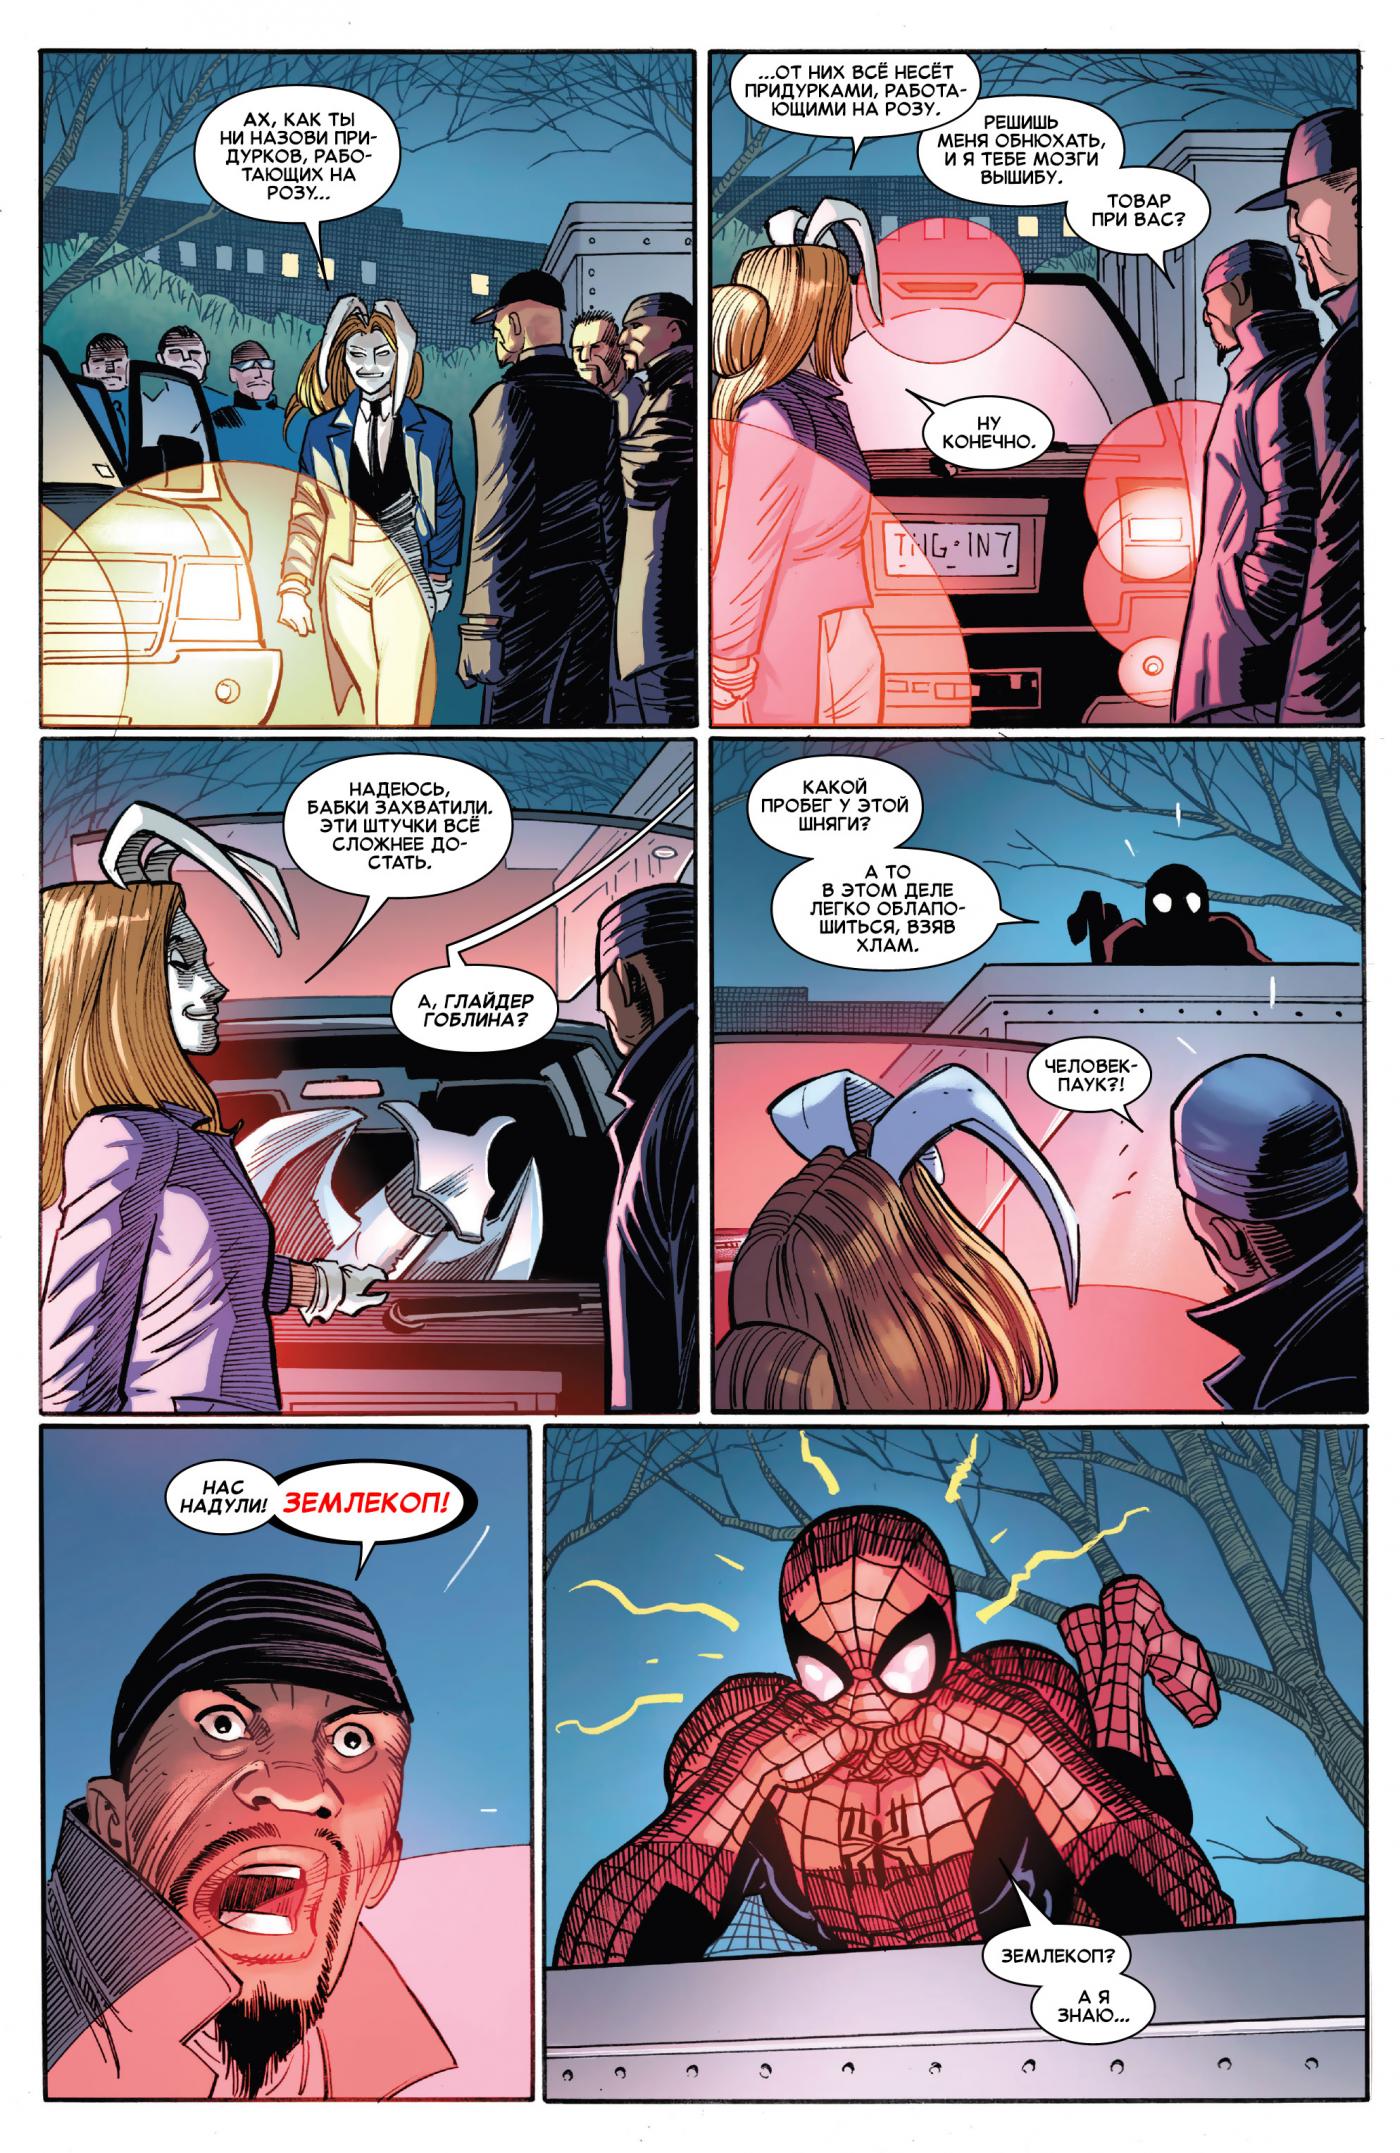 АХ, КАК ТЫ
НИ НАЗОВИ ПРИ-
ДУРКОВ, РАБО-
ТАЮЩИХ НА
РОЗУ...
...ОТ НИХ ВСЁ НЕСЁТ
ПРИДУРКАМИ, РАБОТА-
ЮЩИМИ НА РОЗУ.
РЕШИШЬ
МЕНЯ ОБНЮХАТЬ,
И Я ТЕБЕ МОЗГИ
ВЫШИБУ.
ТОВАР
ПРИ ВАС?
НУ
КОНЕЧНО.
TNG·IN7
НАДЕЮСЬ,
БАБКИ ЗАХВАТИЛИ.
ЭТИ ШТУЧКИ ВСЁ
СЛОЖНЕЕ ДО-
СТАТЬ.
А, ГЛАЙДЕР
ГОБЛИНА?
КАКОЙ
ПРОБЕГ У ЭТОЙ
ШНЯГИ?
А ТО
В ЭТОМ ДЕЛЕ
ЛЕГКО ОБЛАПО-
ШИТЬСЯ, ВЗЯВ
ХЛАМ.
ЧЕЛОВЕК-
ПАУК?!
НАС
НАДУЛИ!
ЗЕМЛЕКОП!
ЗЕМЛЕКОП?
А Я
ЗНАЮ...